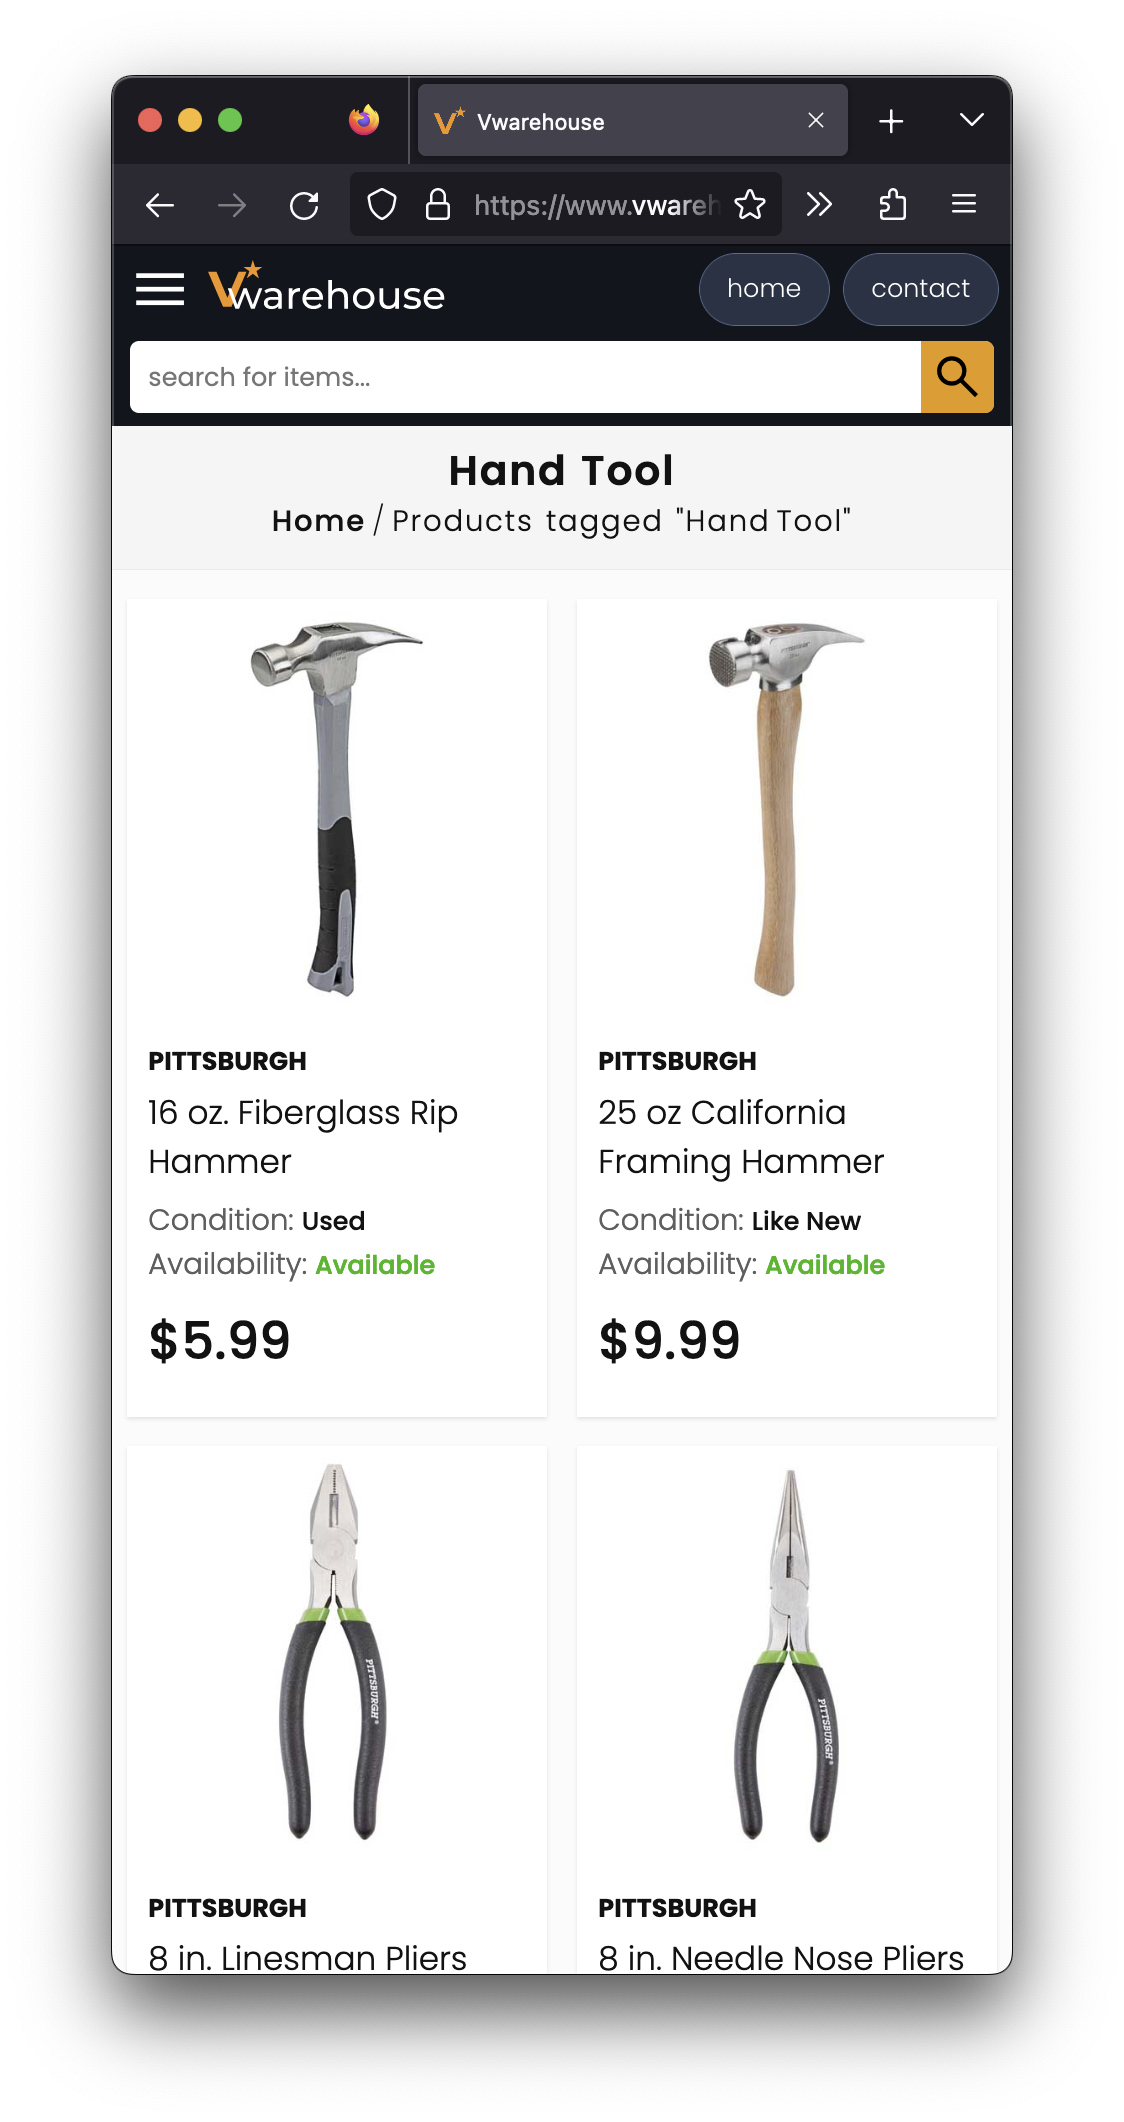 Vwarehouse
https://www.vwareh
Vwarehouse
home
contact
search for items...
Hand Tool
Home / Products tagged "Hand Tool"
PITTSBURGH
16 oz. Fiberglass Rip
Hammer
Condition: Used
Availability: Available
$5.99
PITTSBURGH
25 oz California
Framing Hammer
Condition: Like New
Availability: Available
$9.99
PITTSBURGH
PITTSBURGH
8 in. Linesman Pliers
PITTSBURGH
PITTSBURGH
8 in. Needle Nose Pliers